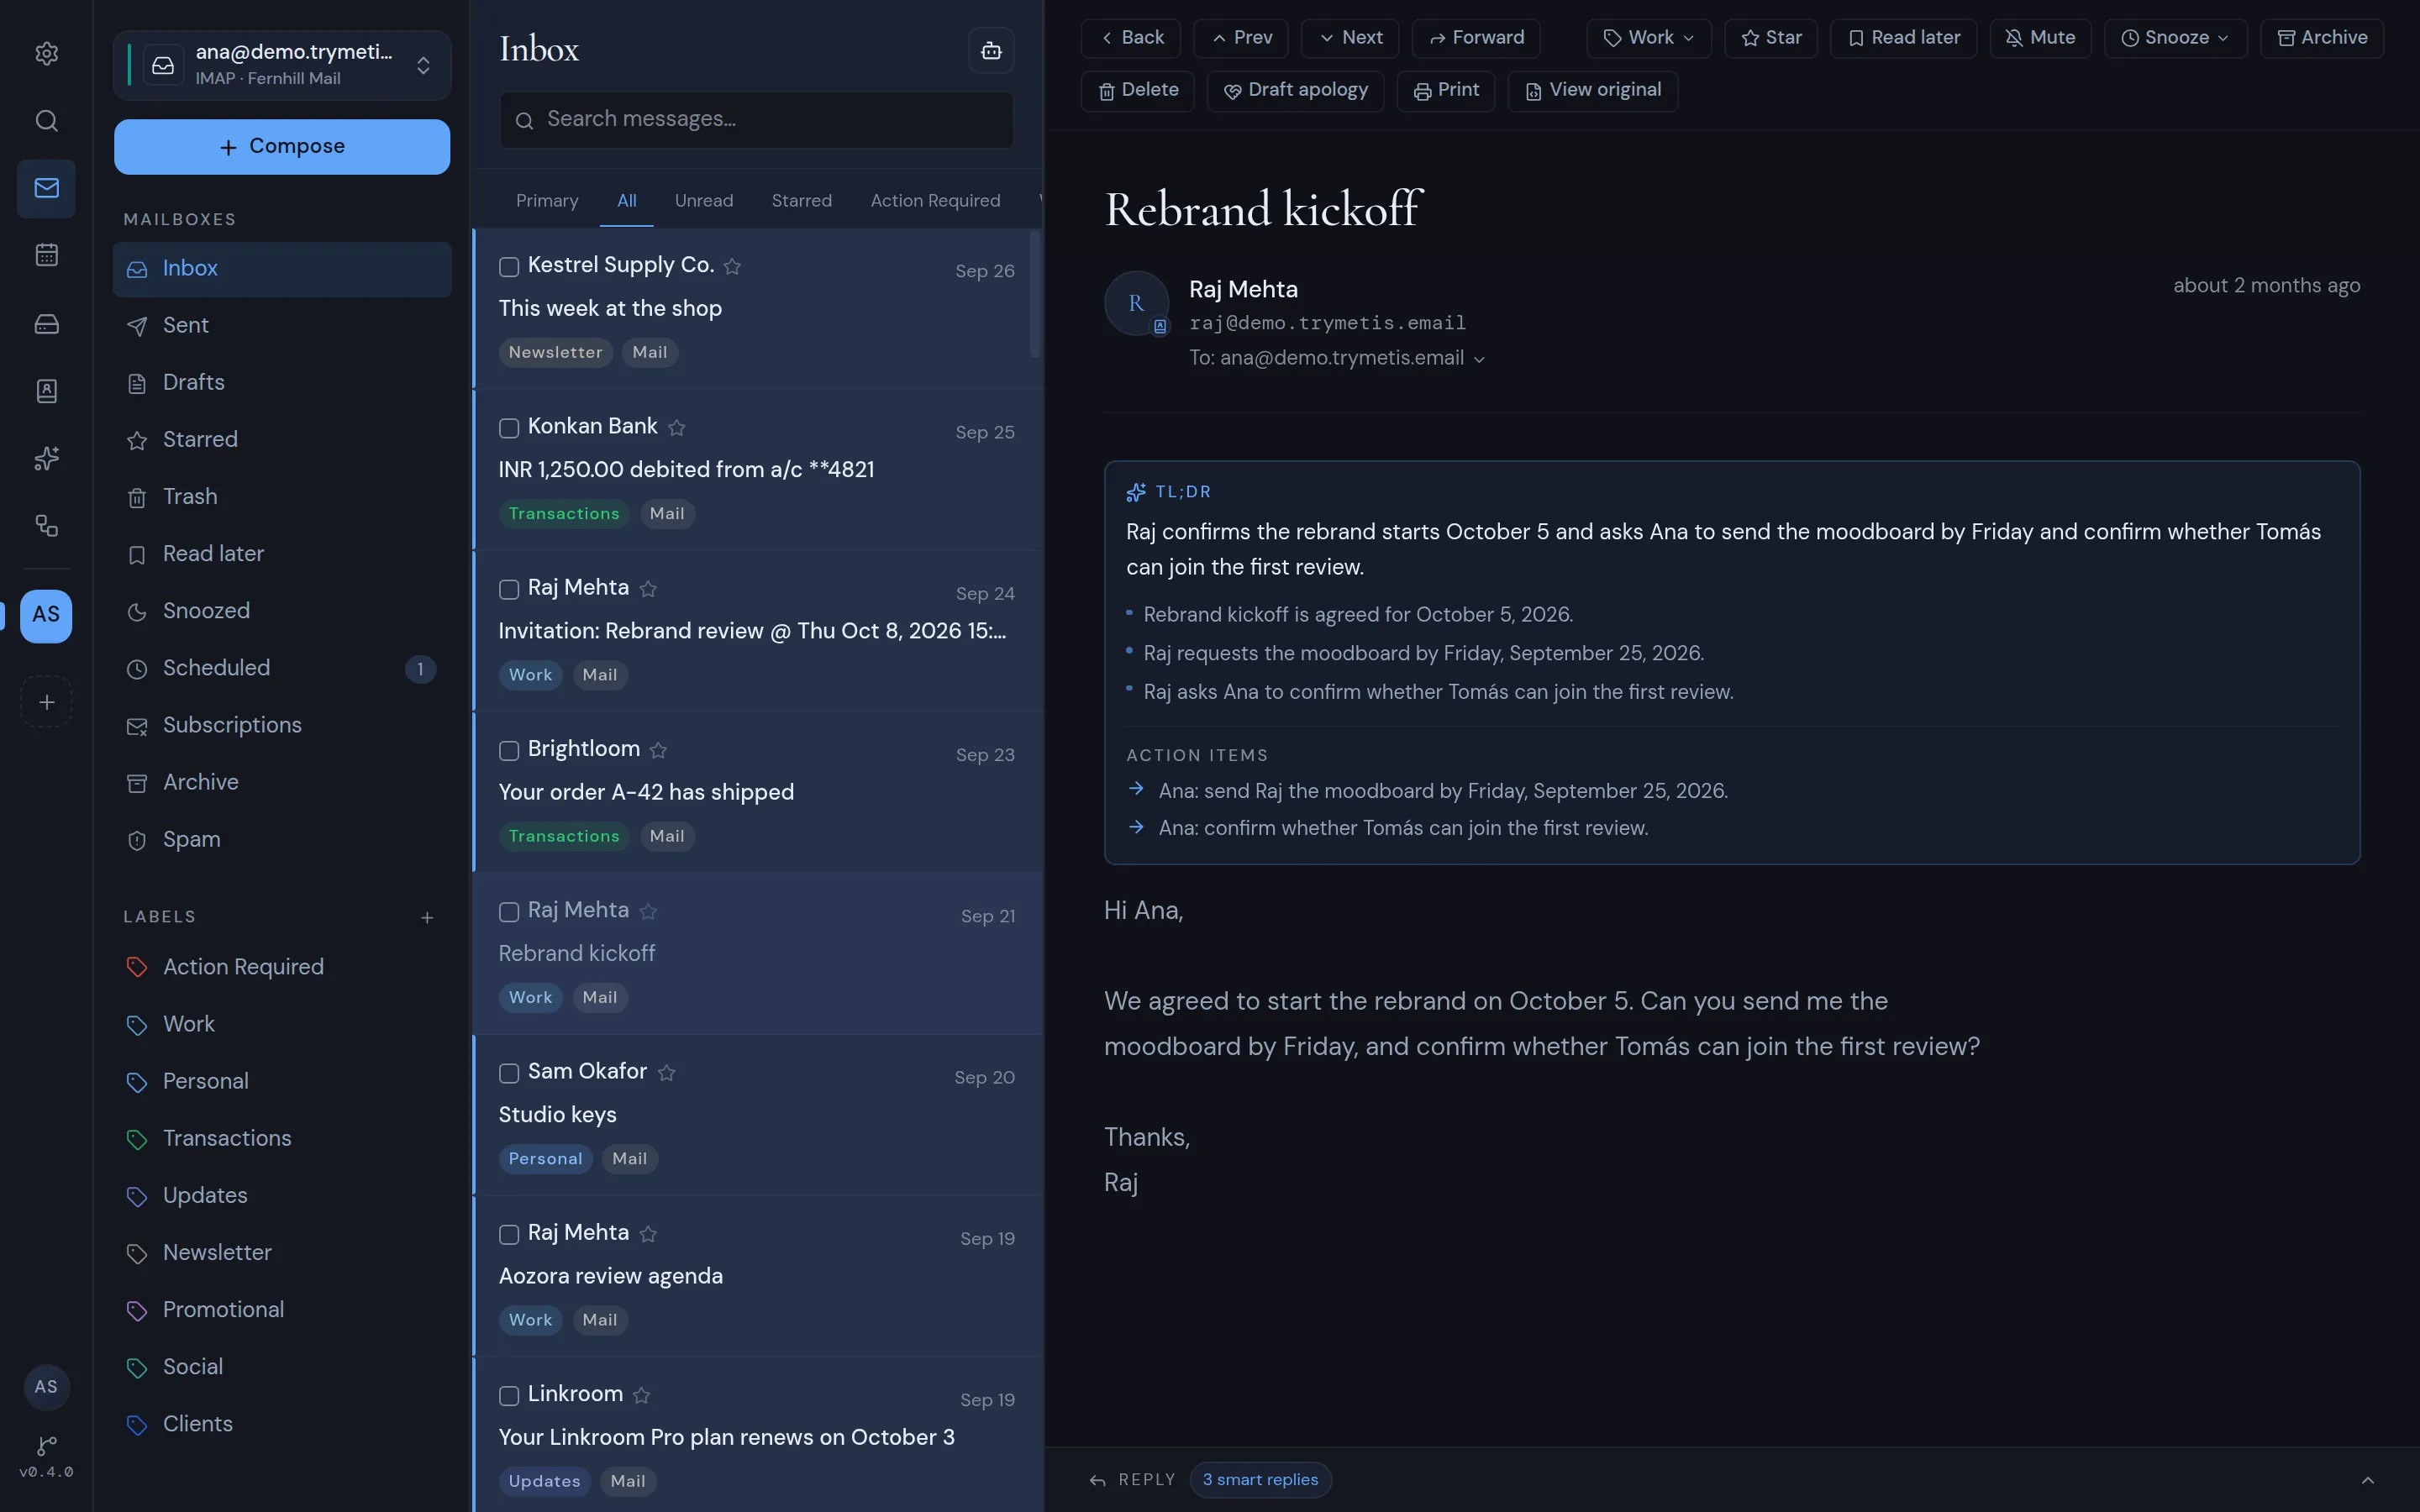 ana@demo.trymeti...
IMAP · Fernhill Mail
Compose
MAILBOXES
Inbox
Sent
Drafts
Starred
Trash
Read later
Snoozed
Scheduled 1
Subscriptions
Archive
Spam
LABELS
Action Required
Work
Personal
Transactions
Updates
Newsletter
Promotional
Social
Clients
AS
AS
v0.4.0
Inbox
Search messages...
Primary All Unread Starred Action Required
Kestrel Supply Co. Sep 26
This week at the shop
Newsletter Mail
Konkan Bank Sep 25
INR 1,250.00 debited from a/c **4821
Transactions Mail
Raj Mehta Sep 24
Invitation: Rebrand review @ Thu Oct 8, 2026 15:...
Work Mail
Brightloom Sep 23
Your order A-42 has shipped
Transactions Mail
Raj Mehta Sep 21
Rebrand kickoff
Work Mail
Sam Okafor Sep 20
Studio keys
Personal Mail
Raj Mehta Sep 19
Aozora review agenda
Work Mail
Linkroom Sep 19
Your Linkroom Pro plan renews on October 3
Updates Mail
Back Prev Next Forward Work Star Read later Mute Snooze Archive
Delete Draft apology Print View original
Rebrand kickoff
R
Raj Mehta about 2 months ago
raj@demo.trymetis.email
To: ana@demo.trymetis.email
TL;DR
Raj confirms the rebrand starts October 5 and asks Ana to send the moodboard by Friday and confirm whether Tomás
can join the first review.
• Rebrand kickoff is agreed for October 5, 2026.
• Raj requests the moodboard by Friday, September 25, 2026.
• Raj asks Ana to confirm whether Tomás can join the first review.
ACTION ITEMS
→ Ana: send Raj the moodboard by Friday, September 25, 2026.
→ Ana: confirm whether Tomás can join the first review.
Hi Ana,
We agreed to start the rebrand on October 5. Can you send me the
moodboard by Friday, and confirm whether Tomás can join the first review?
Thanks,
Raj
REPLY 3 smart replies